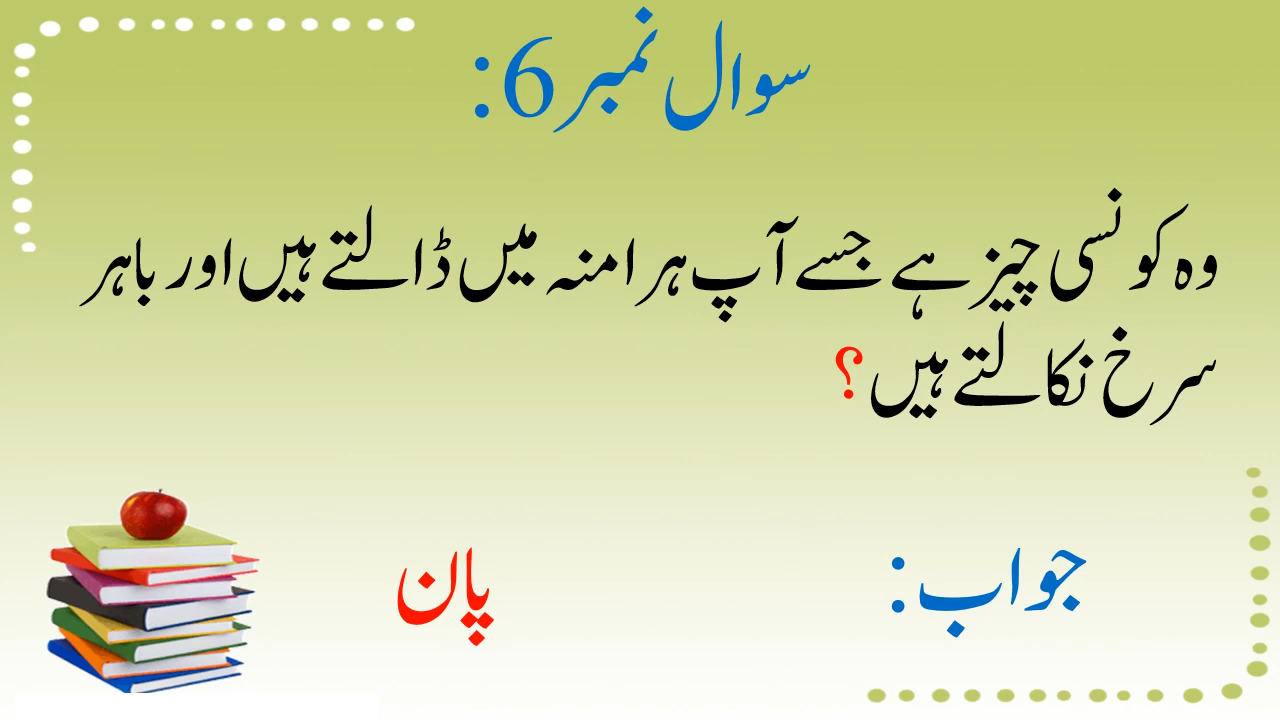 سوال نمبر 6:
وہ کونسی چیز ہے جسے آپ ہرا منہ میں ڈالتے ہیں اور باہر
سرخ نکالتے ہیں؟
جواب: پان